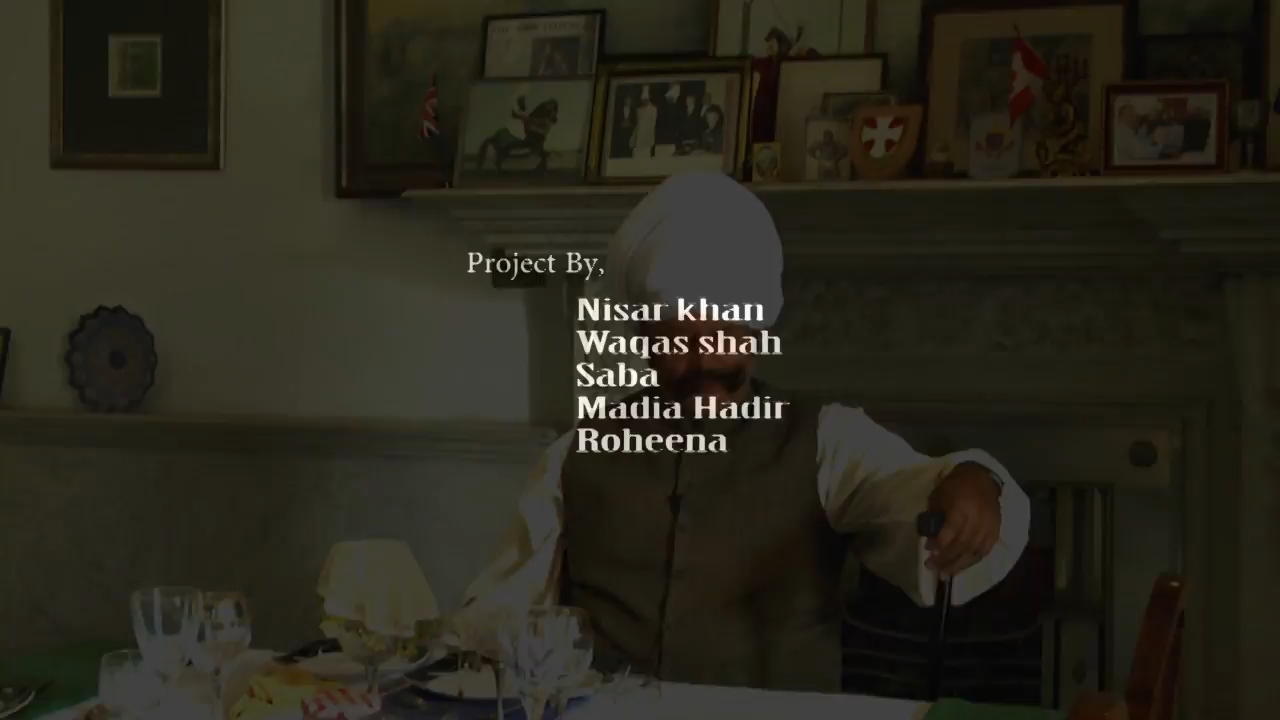 Project By,
Nisar khan
Waqas shah
Saba
Madia Hadir
Roheena